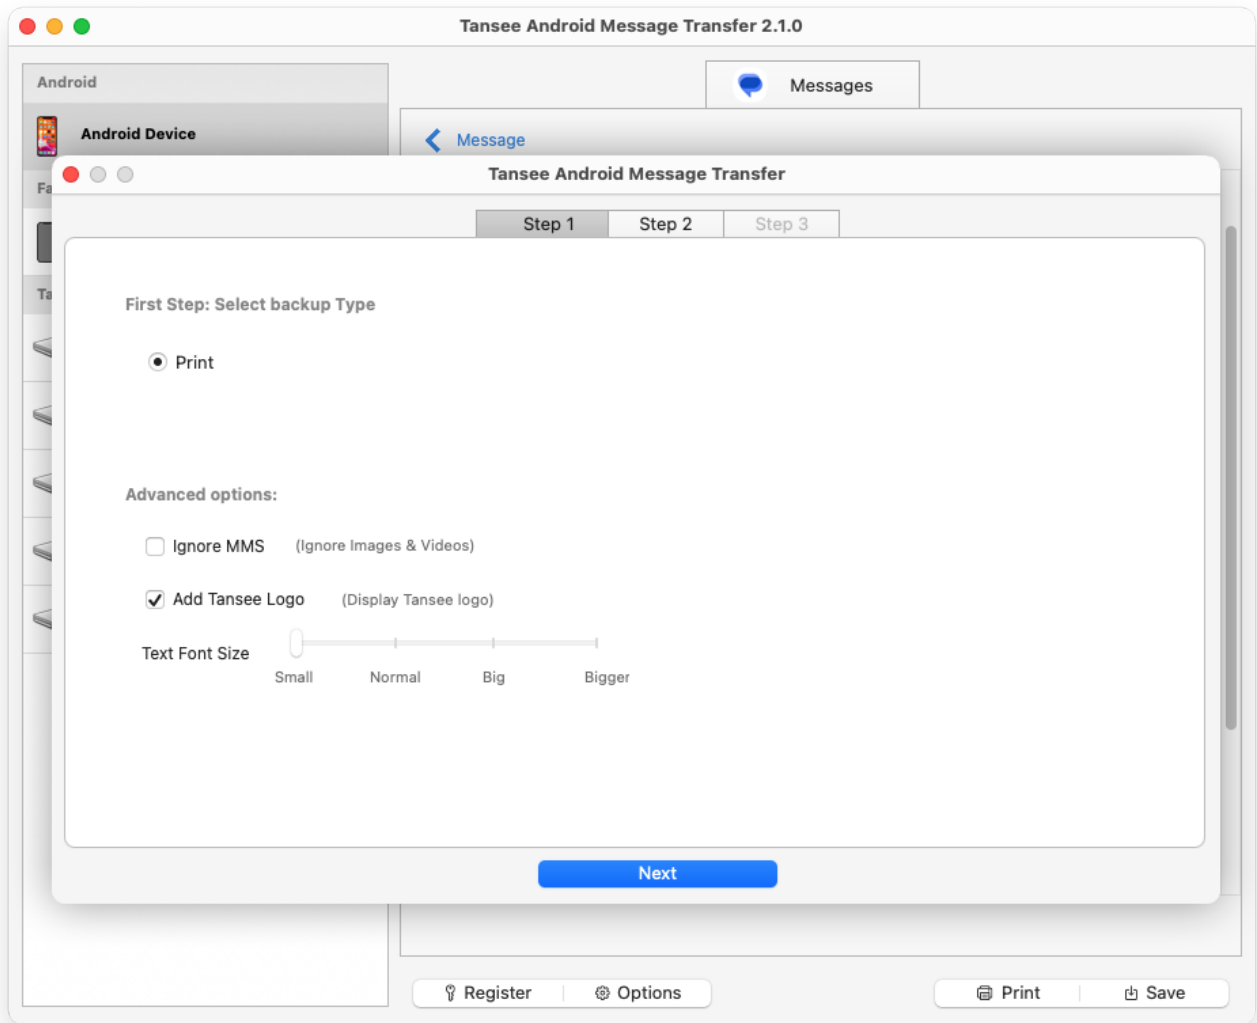 Tansee Android Message Transfer 2.1.0
Android
Messages
Android Device
Message
Tansee Android Message Transfer
Fa
Step 1 Step 2 Step 3
Ta
First Step: Select backup Type
Print
Advanced options:
Ignore MMS (Ignore Images & Videos)
Add Tansee Logo (Display Tansee logo)
Text Font Size
Small Normal Big Bigger
Next
Register Options Print Save